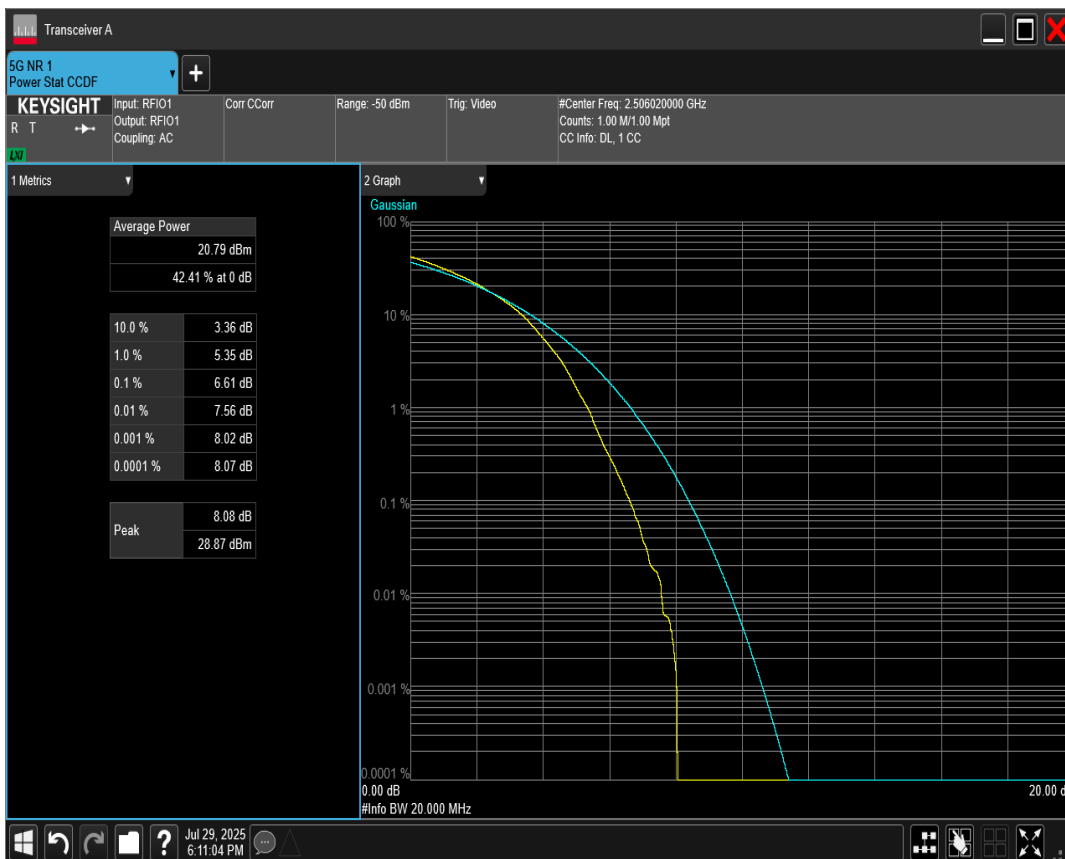 Transceiver A
5G NR 1
Power Stat CCDF
KEYSIGHT
R T
LXI
Input: RFIO1
Output: RFIO1
Coupling: AC
Corr CCorr
Range: -50 dBm
Trig: Video
#Center Freq: 2.506020000 GHz
Counts: 1.00 M/1.00 Mpt
CC Info: DL, 1 CC
1 Metrics
Average Power
20.79 dBm
42.41 % at 0 dB
10.0 % 3.36 dB
1.0 % 5.35 dB
0.1 % 6.61 dB
0.01 % 7.56 dB
0.001 % 8.02 dB
0.0001 % 8.07 dB
Peak 8.08 dB
28.87 dBm
2 Graph
Gaussian
100 %
10 %
1 %
0.1 %
0.01 %
0.001 %
0.0001 %
0.00 dB 20.00 d
#Info BW 20.000 MHz
Jul 29, 2025
6:11:04 PM